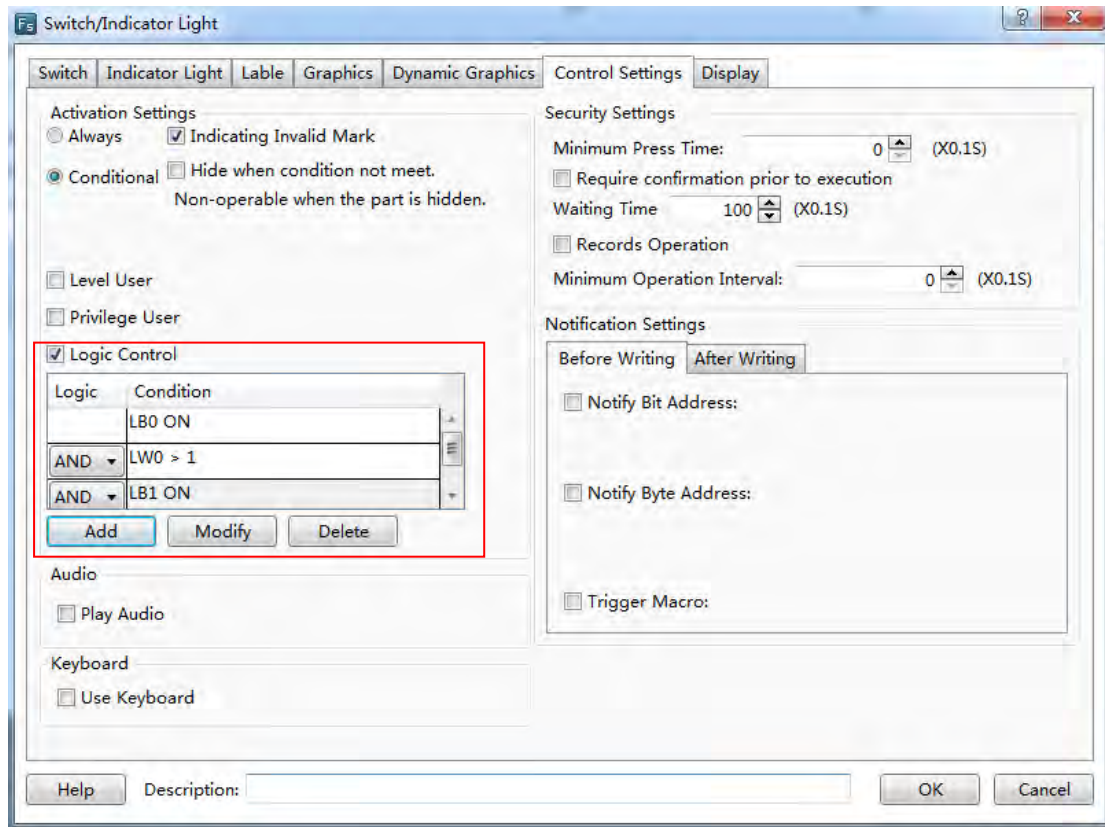 Fs Switch/Indicator Light
Switch Indicator Light Lable Graphics Dynamic Graphics Control Settings Display
Activation Settings
Always Indicating Invalid Mark
Conditional Hide when condition not meet.
Non-operable when the part is hidden.
Level User
Privilege User
Logic Control
Logic Condition
LB0 ON
AND LW0 > 1
AND LB1 ON
Add Modify Delete
Audio
Play Audio
Keyboard
Use Keyboard
Security Settings
Minimum Press Time: 0 (X0.1S)
Require confirmation prior to execution
Waiting Time 100 (X0.1S)
Records Operation
Minimum Operation Interval: 0 (X0.1S)
Notification Settings
Before Writing After Writing
Notify Bit Address:
Notify Byte Address:
Trigger Macro:
Help Description: OK Cancel